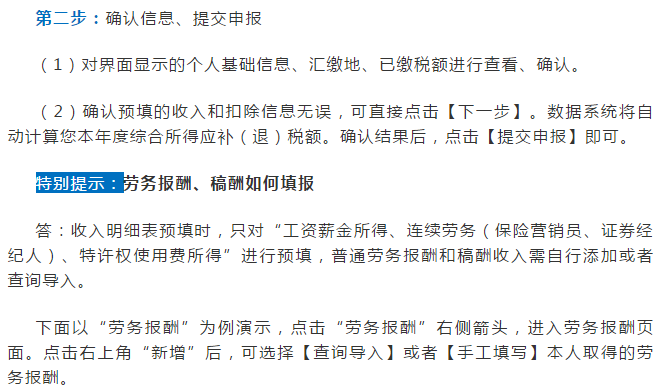 第二步：确认信息、提交申报
（1）对界面显示的个人基础信息、汇缴地、已缴税额进行查看、确认。
（2）确认预填的收入和扣除信息无误，可直接点击【下一步】。数据系统将自
动计算您本年度综合所得应补（退）税额。确认结果后，点击【提交申报】即可。
特别提示：劳务报酬、稿酬如何填报
答：收入明细表预填时，只对“工资薪金所得、连续劳务（保险营销员、证券经
纪人）、特许权使用费所得”进行预填，普通劳务报酬和稿酬收入需自行添加或者
查询导入。
下面以“劳务报酬”为例演示，点击“劳务报酬”右侧箭头，进入劳务报酬页
面。点击右上角“新增”后，可选择【查询导入】或者【手工填写】本人取得的劳
务报酬。